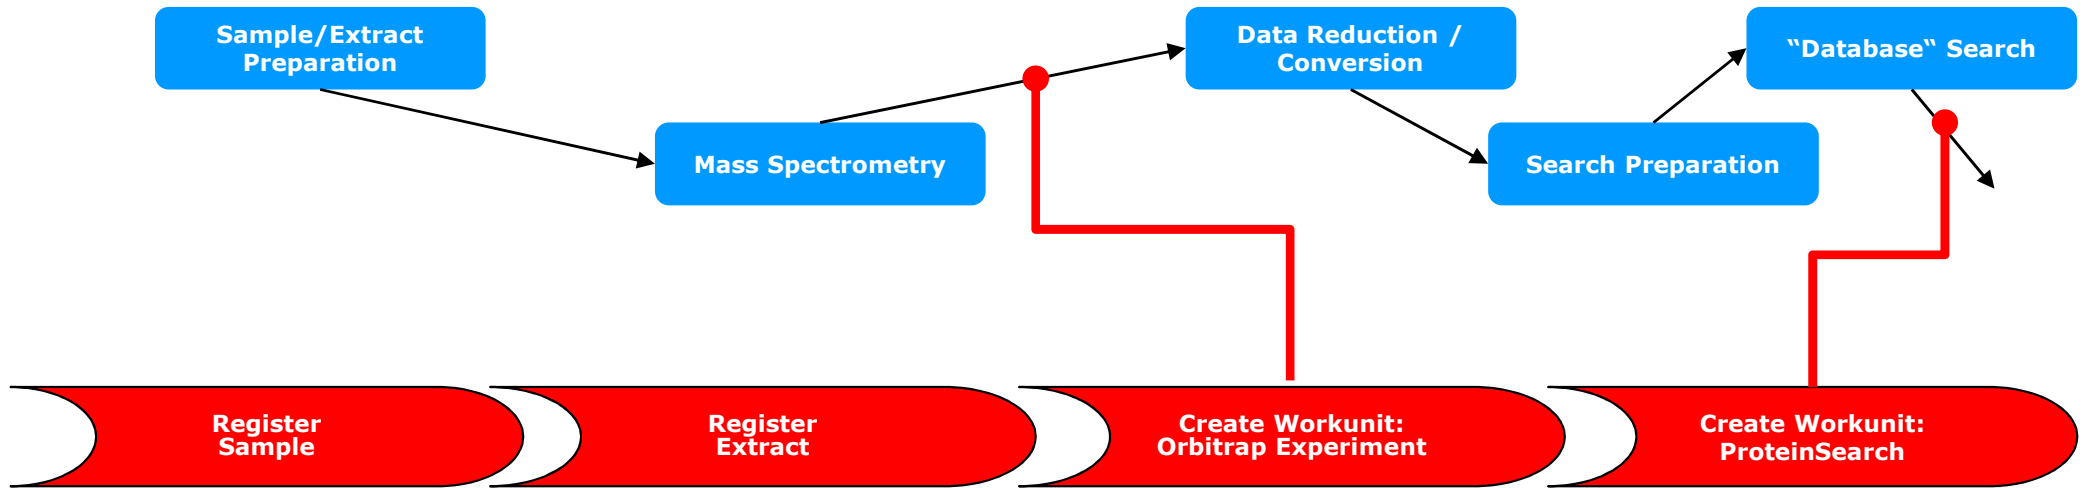 Sample/Extract
Preparation
Mass Spectrometry
Data Reduction /
Conversion
Search Preparation
‟Database‟ Search
Register
Sample
Register
Extract
Create Workunit:
Orbitrap Experiment
Create Workunit:
ProteinSearch